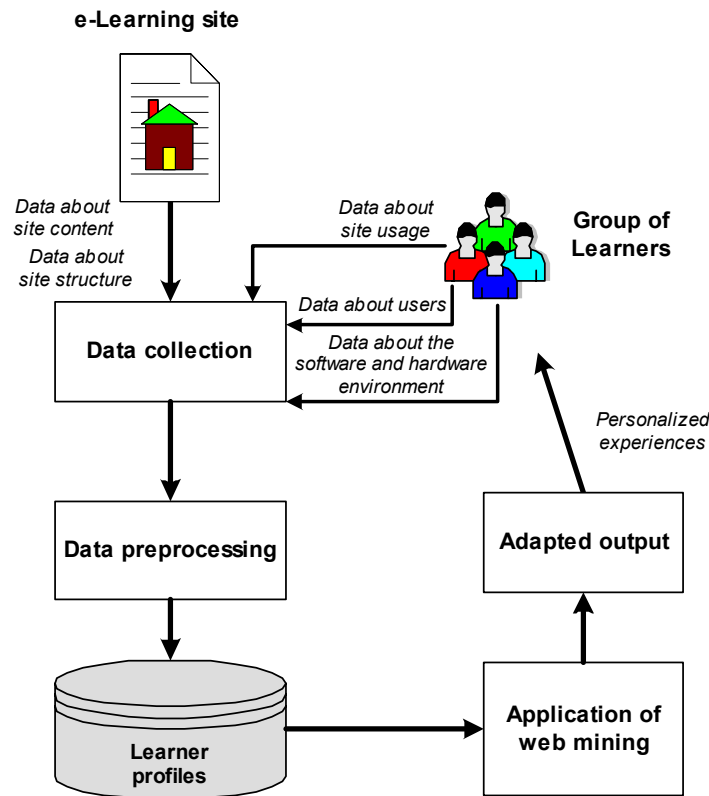 e-Learning site
Data about
site content
Data about
site structure
Data about
site usage
Group of
Learners
Data about users
Data about the
software and hardware
environment
Data collection
Personalized
experiences
Data preprocessing
Adapted output
Learner
profiles
Application of
web mining